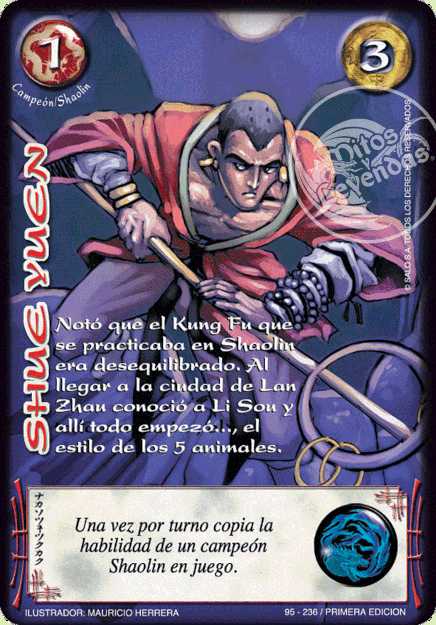 1
3
Campeón/Shaolin
Mitos y Leyendas
© SALO S.A. TODOS LOS DERECHOS RESERVADOS
SHUE YUEN
Notó que el Kung Fu que
se practicaba en Shaolin
era desequilibrado. Al
llegar a la ciudad de Lan
Zhau conoció a Li Sou y
allí todo empezó..., el
estilo de los 5 animales.
Una vez por turno copia la
habilidad de un campeón
Shaolin en juego.
ILUSTRADOR: MAURICIO HERRERA
95 - 236 / PRIMERA EDICION